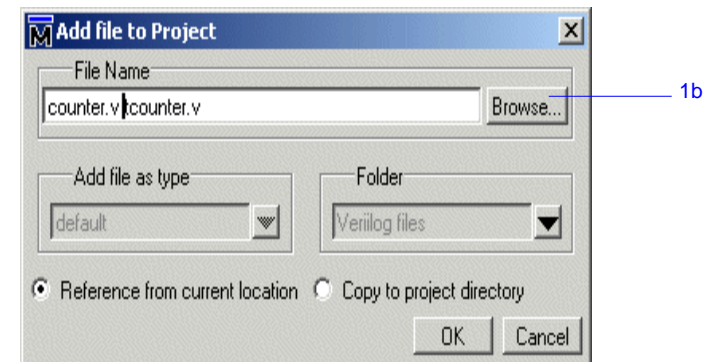 Add file to Project
File Name
counter.v tcounter.v
Browse...
1b
Add file as type
Folder
default
Veriilog files
Reference from current location
Copy to project directory
OK
Cancel